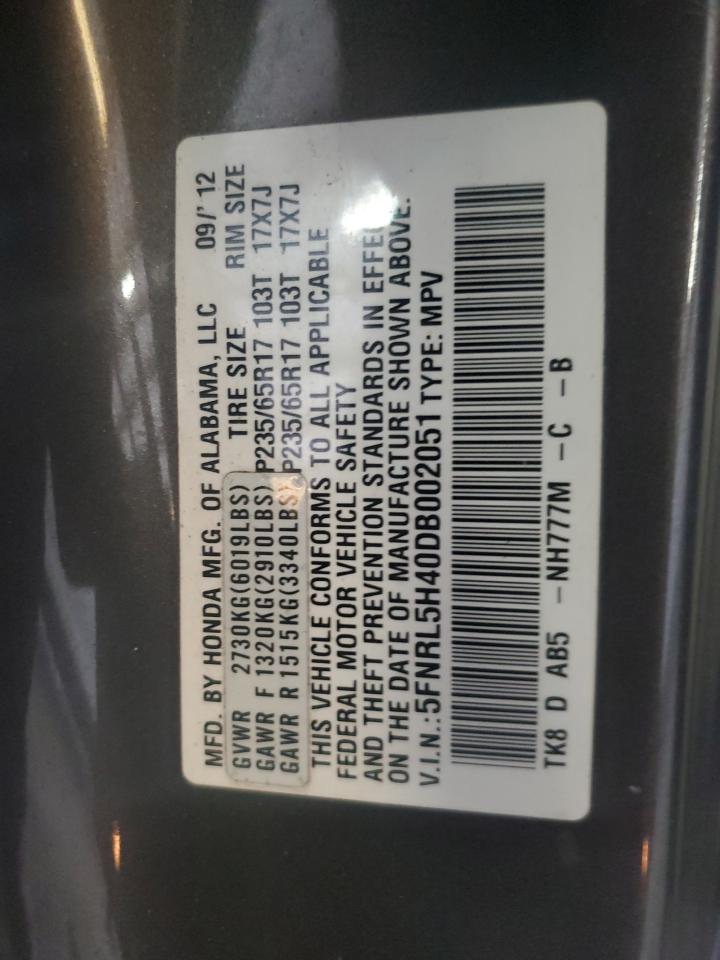 MFD. BY HONDA MFG. OF ALABAMA, LLC 09/'12
GVWR 2730KG(6019LBS) TIRE SIZE RIM SIZE
GAWR F 1320KG(2910LBS) P235/65R17 103T 17X7J
GAWR R 1515KG(3340LBS) P235/65R17 103T 17X7J
THIS VEHICLE CONFORMS TO ALL APPLICABLE
FEDERAL MOTOR VEHICLE SAFETY
AND THEFT PREVENTION STANDARDS IN EFFE
ON THE DATE OF MANUFACTURE SHOWN ABOVE.
V.I.N.:5FNRL5H40DB002051 TYPE: MPV
TK8 D AB5 -NH777M -C -B